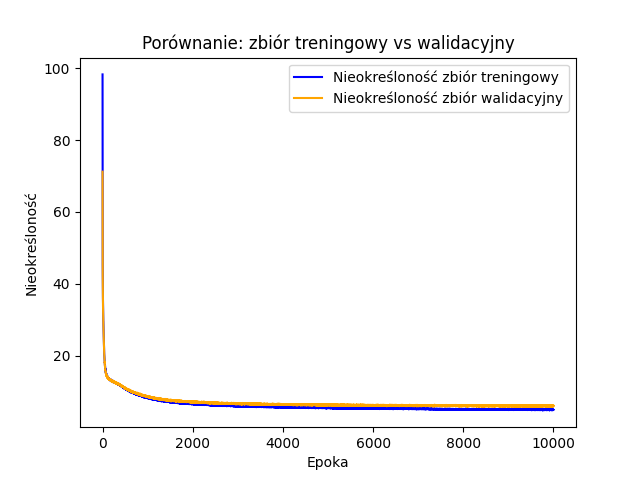 Porównanie: zbiór treningowy vs walidacyjny
Nieokreśloność zbiór treningowy
Nieokreśloność zbiór walidacyjny
100
80
60
40
20
Nieokreśloność
0
2000
4000
6000
8000
10000
Epoka